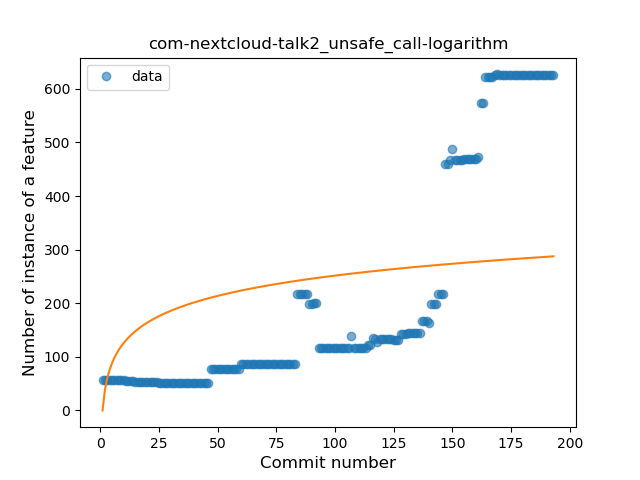 com-nextcloud-talk2_unsafe_call-logarithm
data
Number of instance of a feature
600
500
400
300
200
100
0
0 25 50 75 100 125 150 175 200
Commit number